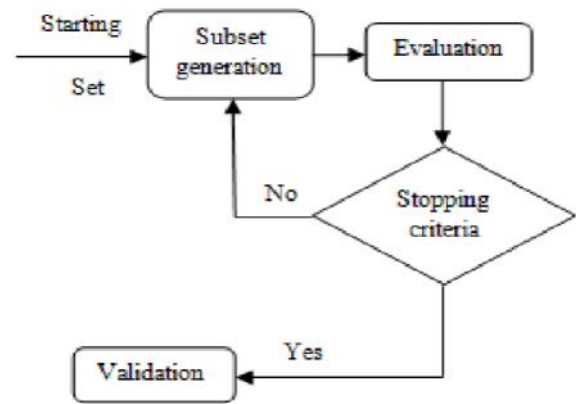 Starting
Set
Subset
generation
Evaluation
No
Stopping
criteria
Yes
Validation